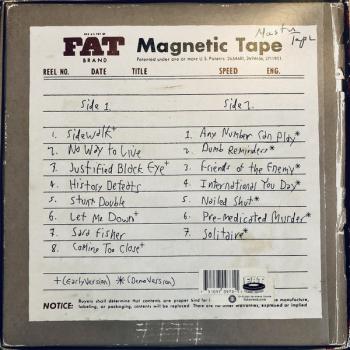 FAT
BRAND
Magnetic Tape
Master Tape
REEL NO. DATE TITLE SPEED ENG.
Side 1
1. Sidewalk+
2. No Way to Live
3. Justified Black Eye+
4. History Defeats
5. Stunt Double
6. Let Me Down+
7. Sara Fisher
8. Coming Too Close+
+(Early Version) *(Demo Version)
Side 2.
1. Any Number Can Play*
2. Dumb Reminders*
3. Friends of the Enemy*
4. International You Day*
5. Nailed Shut*
6. Pre-medicated Murder*
7. Solitaire*
NOTICE: